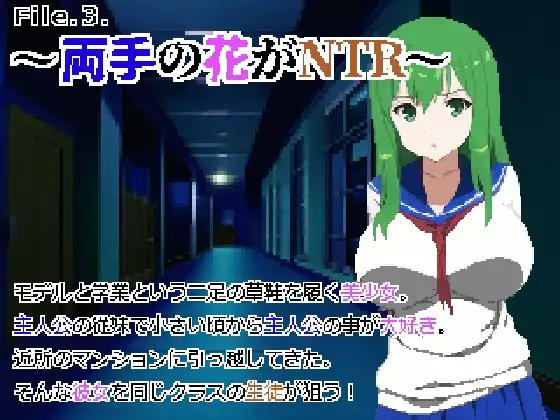 File.3.
～両手の花がNTR～
モデルと学業という二足の草鞋を履く美少女。
主人公の従妹で小さい頃から主人公の事が大好き。
近所のマンションに引っ越してきた。
そんな彼女を同じクラスの生徒が狙う！